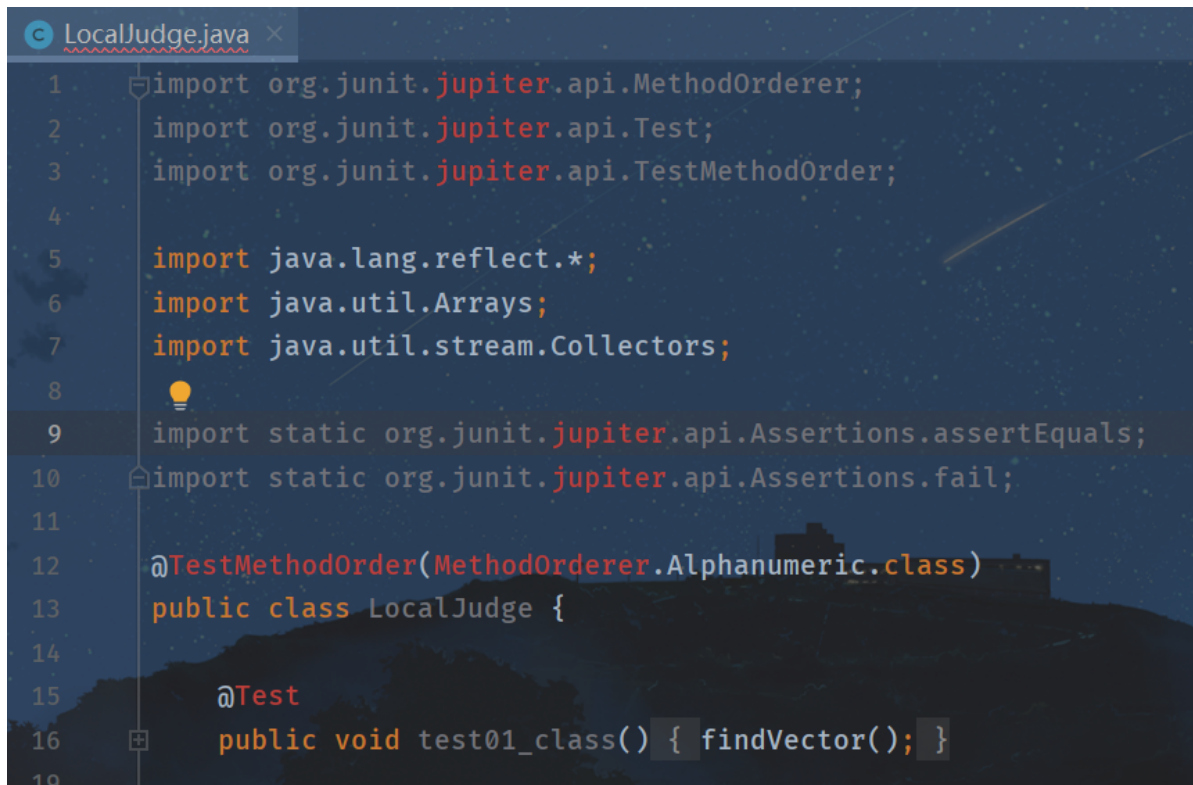 C LocalJudge.java ×
1 import org.junit.jupiter.api.MethodOrderer;
2 import org.junit.jupiter.api.Test;
3 import org.junit.jupiter.api.TestMethodOrder;
4
5 import java.lang.reflect.*;
6 import java.util.Arrays;
7 import java.util.stream.Collectors;
8
9 import static org.junit.jupiter.api.Assertions.assertEquals;
10 import static org.junit.jupiter.api.Assertions.fail;
11
12 @TestMethodOrder(MethodOrderer.Alphanumeric.class)
13 public class LocalJudge {
14
15 @Test
16 public void test01_class() { findVector(); }
19